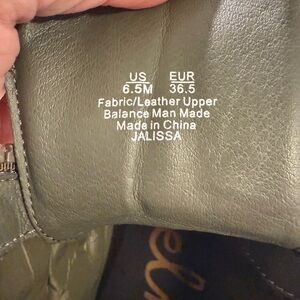 US EUR
6.5M 36.5
Fabric/Leather Upper
Balance Man Made
Made in China
JALISSA